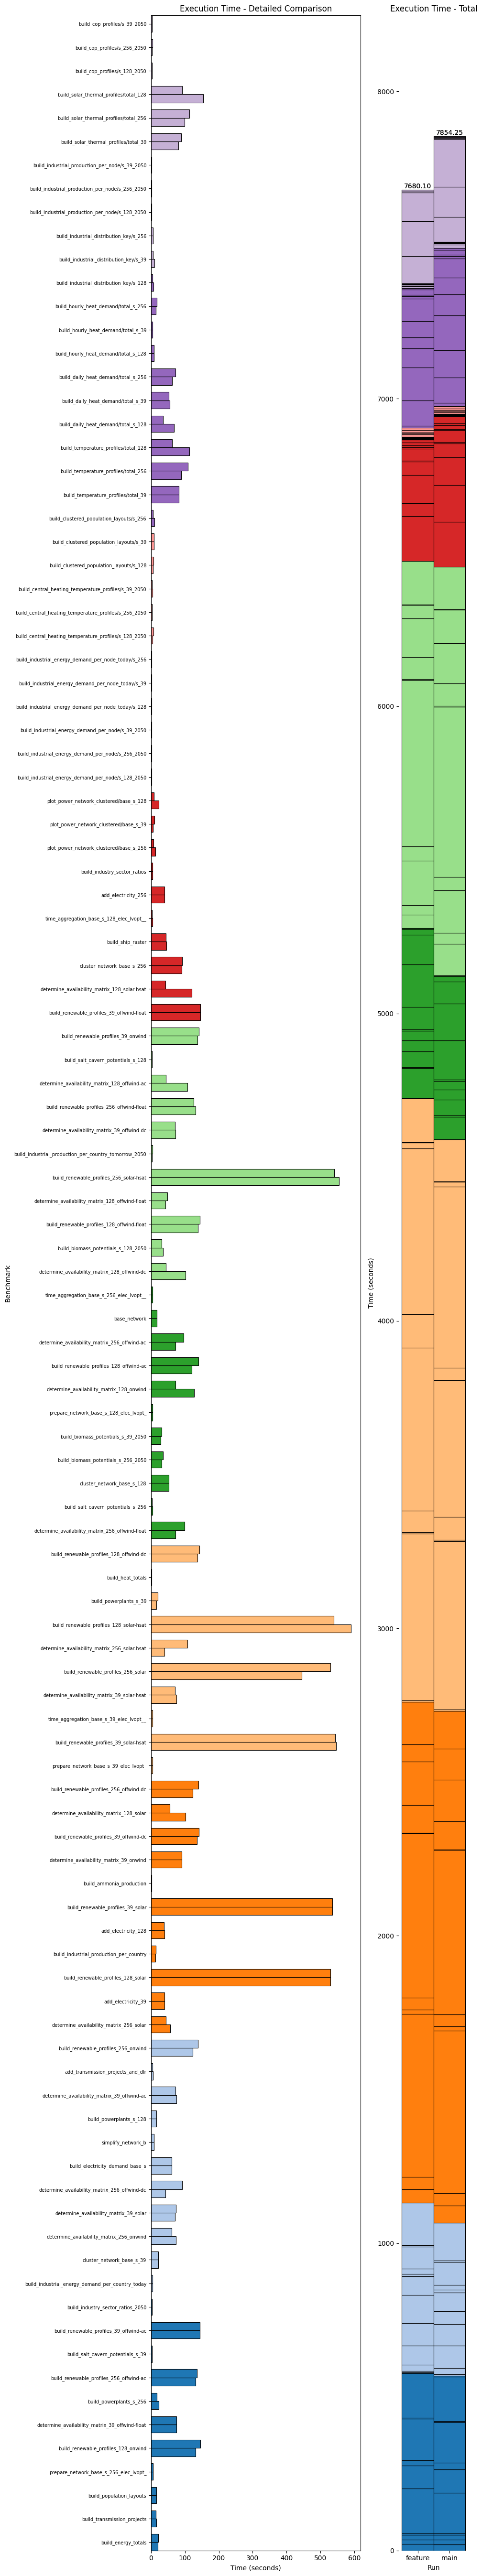 Execution Time - Detailed Comparison
Execution Time - Total
build_cop_profiles/s_39_2050
build_cop_profiles/s_256_2050
build_cop_profiles/s_128_2050
build_solar_thermal_profiles/total_128
build_solar_thermal_profiles/total_256
build_solar_thermal_profiles/total_39
build_industrial_production_per_node/s_39_2050
build_industrial_production_per_node/s_256_2050
build_industrial_production_per_node/s_128_2050
build_industrial_distribution_key/s_256
build_industrial_distribution_key/s_39
build_industrial_distribution_key/s_128
build_hourly_heat_demand/total_s_256
build_hourly_heat_demand/total_s_39
build_hourly_heat_demand/total_s_128
build_daily_heat_demand/total_s_256
build_daily_heat_demand/total_s_39
build_daily_heat_demand/total_s_128
build_temperature_profiles/total_128
build_temperature_profiles/total_256
build_temperature_profiles/total_39
build_clustered_population_layouts/s_256
build_clustered_population_layouts/s_39
build_clustered_population_layouts/s_128
build_central_heating_temperature_profiles/s_39_2050
build_central_heating_temperature_profiles/s_256_2050
build_central_heating_temperature_profiles/s_128_2050
build_industrial_energy_demand_per_node_today/s_256
build_industrial_energy_demand_per_node_today/s_39
build_industrial_energy_demand_per_node_today/s_128
build_industrial_energy_demand_per_node/s_39_2050
build_industrial_energy_demand_per_node/s_256_2050
build_industrial_energy_demand_per_node/s_128_2050
plot_power_network_clustered/base_s_128
plot_power_network_clustered/base_s_39
plot_power_network_clustered/base_s_256
build_industry_sector_ratios
add_electricity_256
time_aggregation_base_s_128_elec_lvopt__
build_ship_raster
cluster_network_base_s_256
determine_availability_matrix_128_solar-hsat
build_renewable_profiles_39_offwind-float
build_renewable_profiles_39_onwind
build_salt_cavern_potentials_s_128
determine_availability_matrix_128_offwind-ac
build_renewable_profiles_256_offwind-float
determine_availability_matrix_39_offwind-dc
build_industrial_production_per_country_tomorrow_2050
build_renewable_profiles_256_solar-hsat
determine_availability_matrix_128_offwind-float
build_renewable_profiles_128_offwind-float
build_biomass_potentials_s_128_2050
determine_availability_matrix_128_offwind-dc
time_aggregation_base_s_256_elec_lvopt__
base_network
determine_availability_matrix_256_offwind-ac
build_renewable_profiles_128_offwind-ac
determine_availability_matrix_128_onwind
prepare_network_base_s_128_elec_lvopt_
build_biomass_potentials_s_39_2050
build_biomass_potentials_s_256_2050
cluster_network_base_s_128
build_salt_cavern_potentials_s_256
determine_availability_matrix_256_offwind-float
build_renewable_profiles_128_offwind-dc
build_heat_totals
build_powerplants_s_39
build_renewable_profiles_128_solar-hsat
determine_availability_matrix_256_solar-hsat
build_renewable_profiles_256_solar
determine_availability_matrix_39_solar-hsat
time_aggregation_base_s_39_elec_lvopt__
build_renewable_profiles_39_solar-hsat
prepare_network_base_s_39_elec_lvopt_
build_renewable_profiles_256_offwind-dc
determine_availability_matrix_128_solar
build_renewable_profiles_39_offwind-dc
determine_availability_matrix_39_onwind
build_ammonia_production
build_renewable_profiles_39_solar
add_electricity_128
build_industrial_production_per_country
build_renewable_profiles_128_solar
add_electricity_39
determine_availability_matrix_256_solar
build_renewable_profiles_256_onwind
add_transmission_projects_and_dlr
determine_availability_matrix_39_offwind-ac
build_powerplants_s_128
simplify_network_b
build_electricity_demand_base_s
determine_availability_matrix_256_offwind-dc
determine_availability_matrix_39_solar
determine_availability_matrix_256_onwind
cluster_network_base_s_39
build_industrial_energy_demand_per_country_today
build_industry_sector_ratios_2050
build_renewable_profiles_39_offwind-ac
build_salt_cavern_potentials_s_39
build_renewable_profiles_256_offwind-ac
build_powerplants_s_256
determine_availability_matrix_39_offwind-float
build_renewable_profiles_128_onwind
prepare_network_base_s_256_elec_lvopt_
build_population_layouts
build_transmission_projects
build_energy_totals
Benchmark
0 100 200 300 400 500 600
Time (seconds)
Time (seconds)
8000
7000
6000
5000
4000
3000
2000
1000
0
7680.10
7854.25
feature main
Run